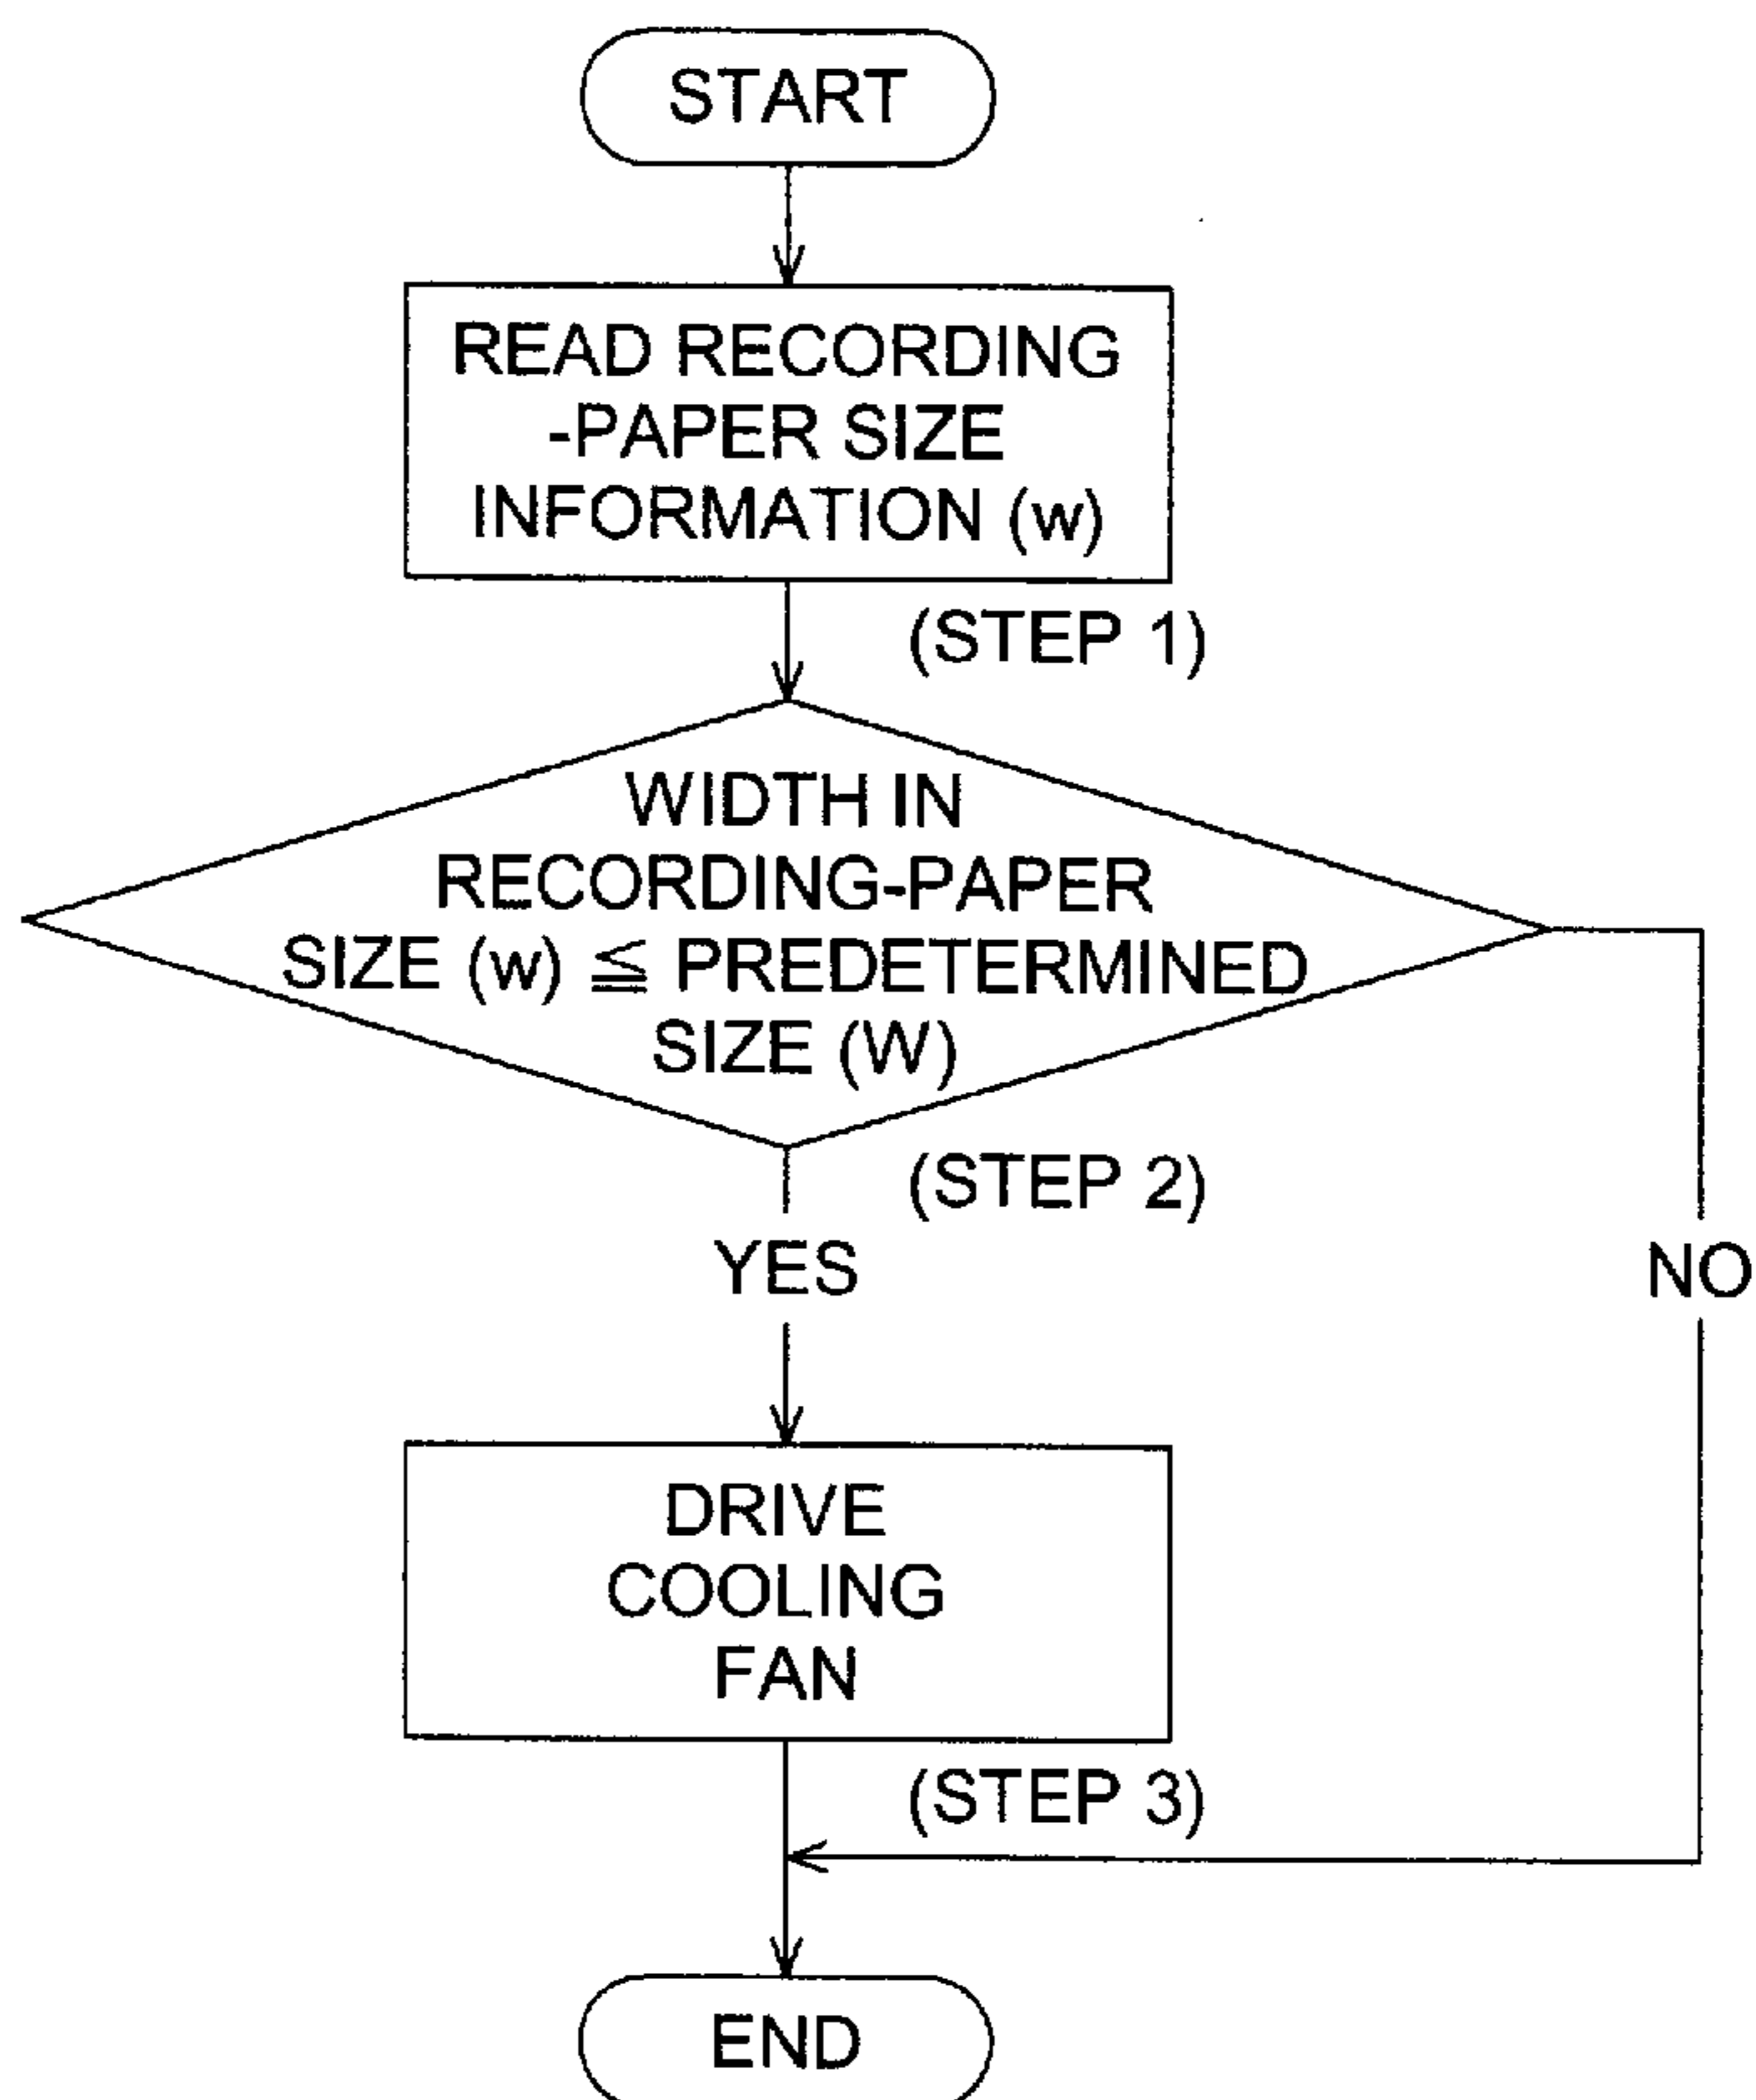 START
READ RECORDING
-PAPER SIZE
INFORMATION (w)
(STEP 1)
WIDTH IN
RECORDING-PAPER
SIZE (w) ≦ PREDETERMINED
SIZE (W)
(STEP 2)
YES
NO
DRIVE
COOLING
FAN
(STEP 3)
END